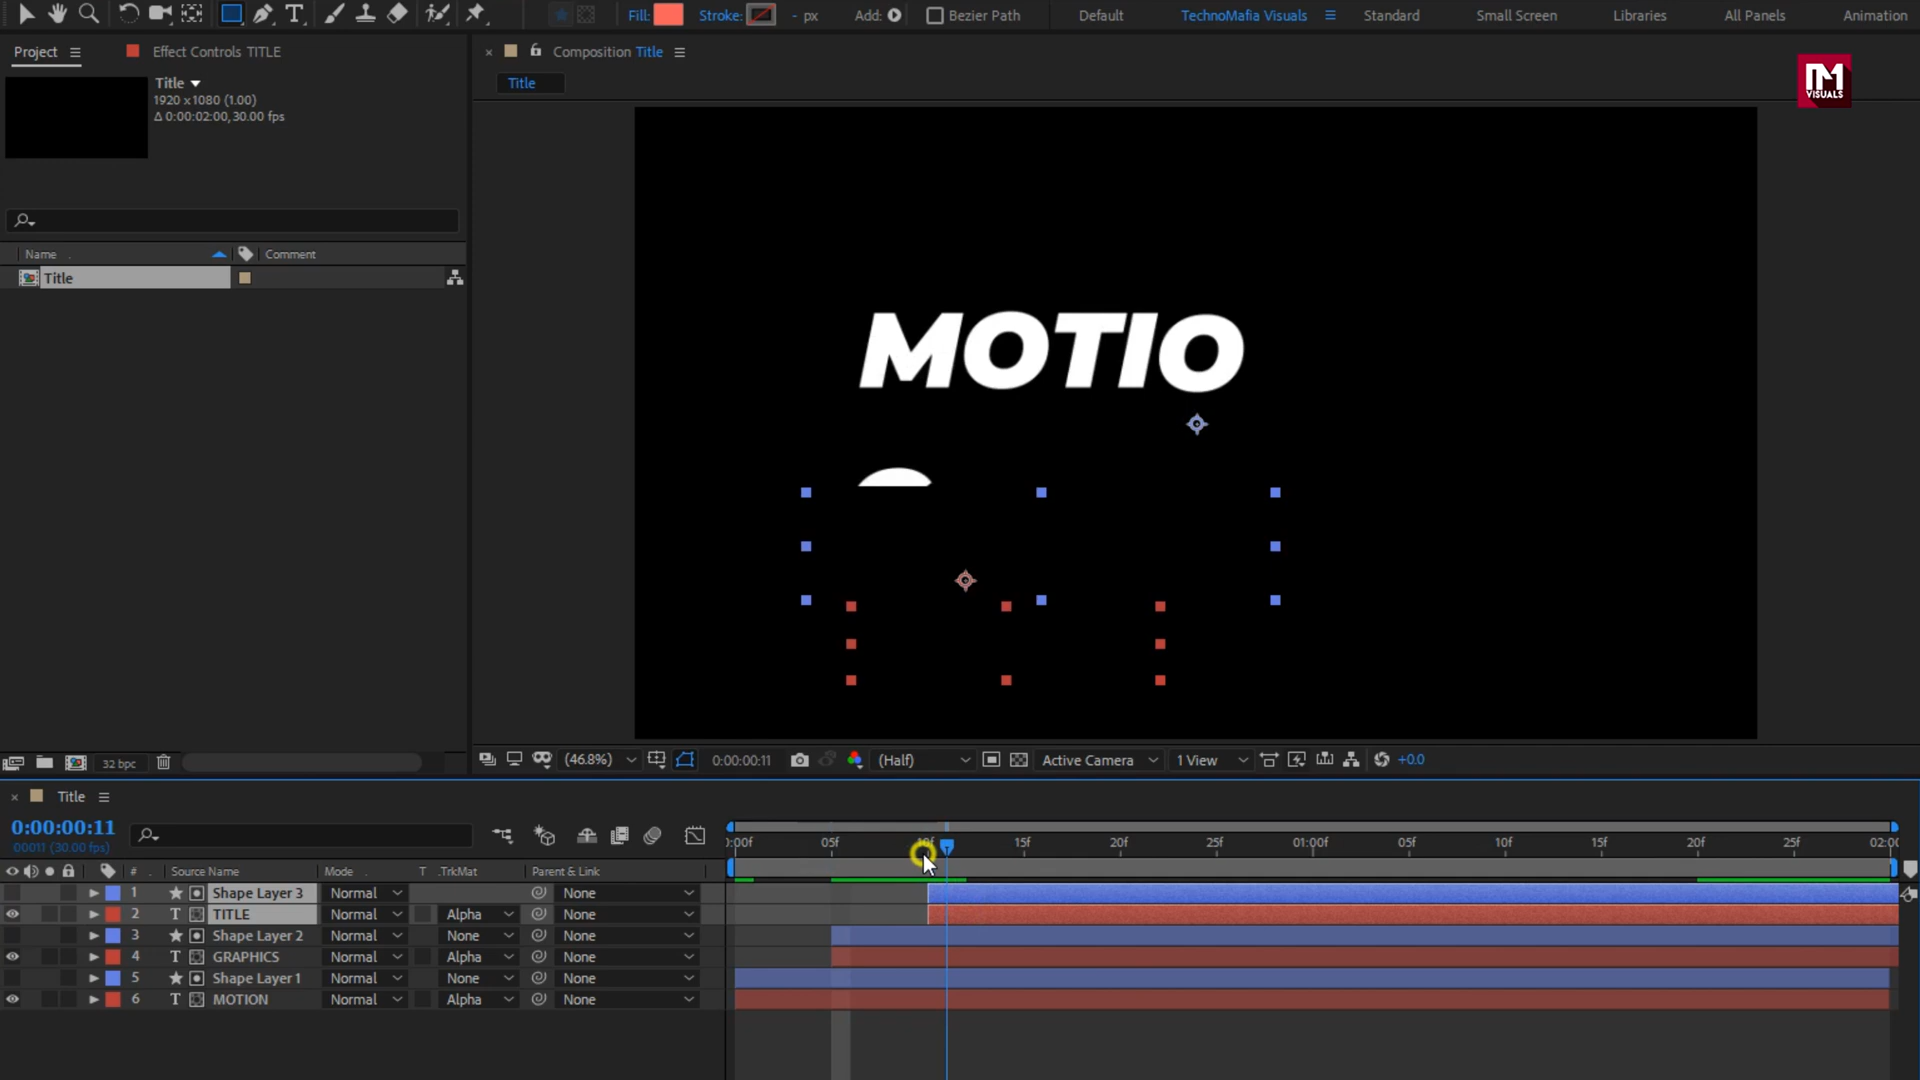 Fill: Stroke: - px Add: Bezier Path Default TechnoMafia Visuals Standard Small Screen Libraries All Panels Animation
Project Effect Controls TITLE Composition Title
Title
1920 x1080 (1.00)
Δ 0:00:02:00, 30.00 fps
Title
VISUALS
Name Comment
Title
MOTIO
32 bpc (46.8%) 0:00:00:11 (Half) Active Camera 1 View +0.0
Title
0:00:00:11
00011 (30.00 fps)
:00f 05f 10f 15f 20f 25f 01:00f 05f 10f 15f 20f 25f 02:00
# Source Name Mode T .TrkMat Parent & Link
1 Shape Layer 3 Normal None
2 T TITLE Normal Alpha None
3 Shape Layer 2 Normal None None
4 T GRAPHICS Normal Alpha None
5 Shape Layer 1 Normal None None
6 T MOTION Normal Alpha None